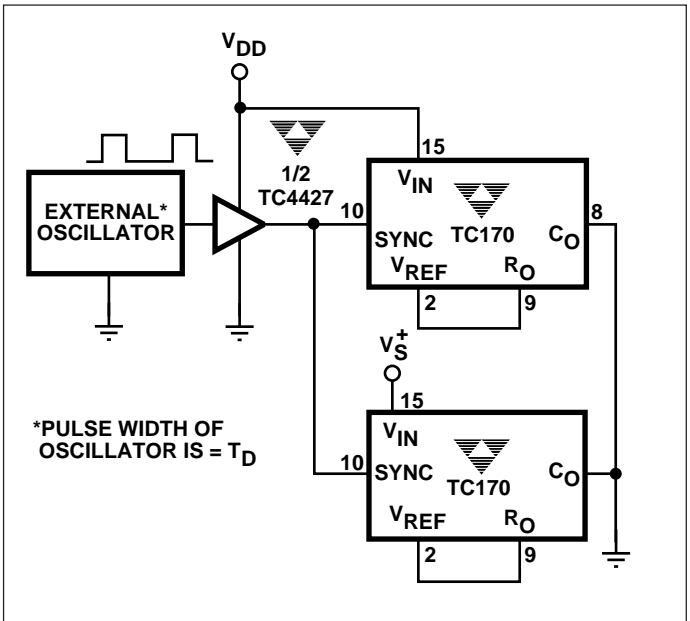 VDD
1/2
TC4427
EXTERNAL*
OSCILLATOR
15
VIN
10
SYNC
TC170
8
CO
VREF
RO
2
9
VS+
15
VIN
10
SYNC
TC170
CO
VREF
RO
2
9
*PULSE WIDTH OF
OSCILLATOR IS = TD